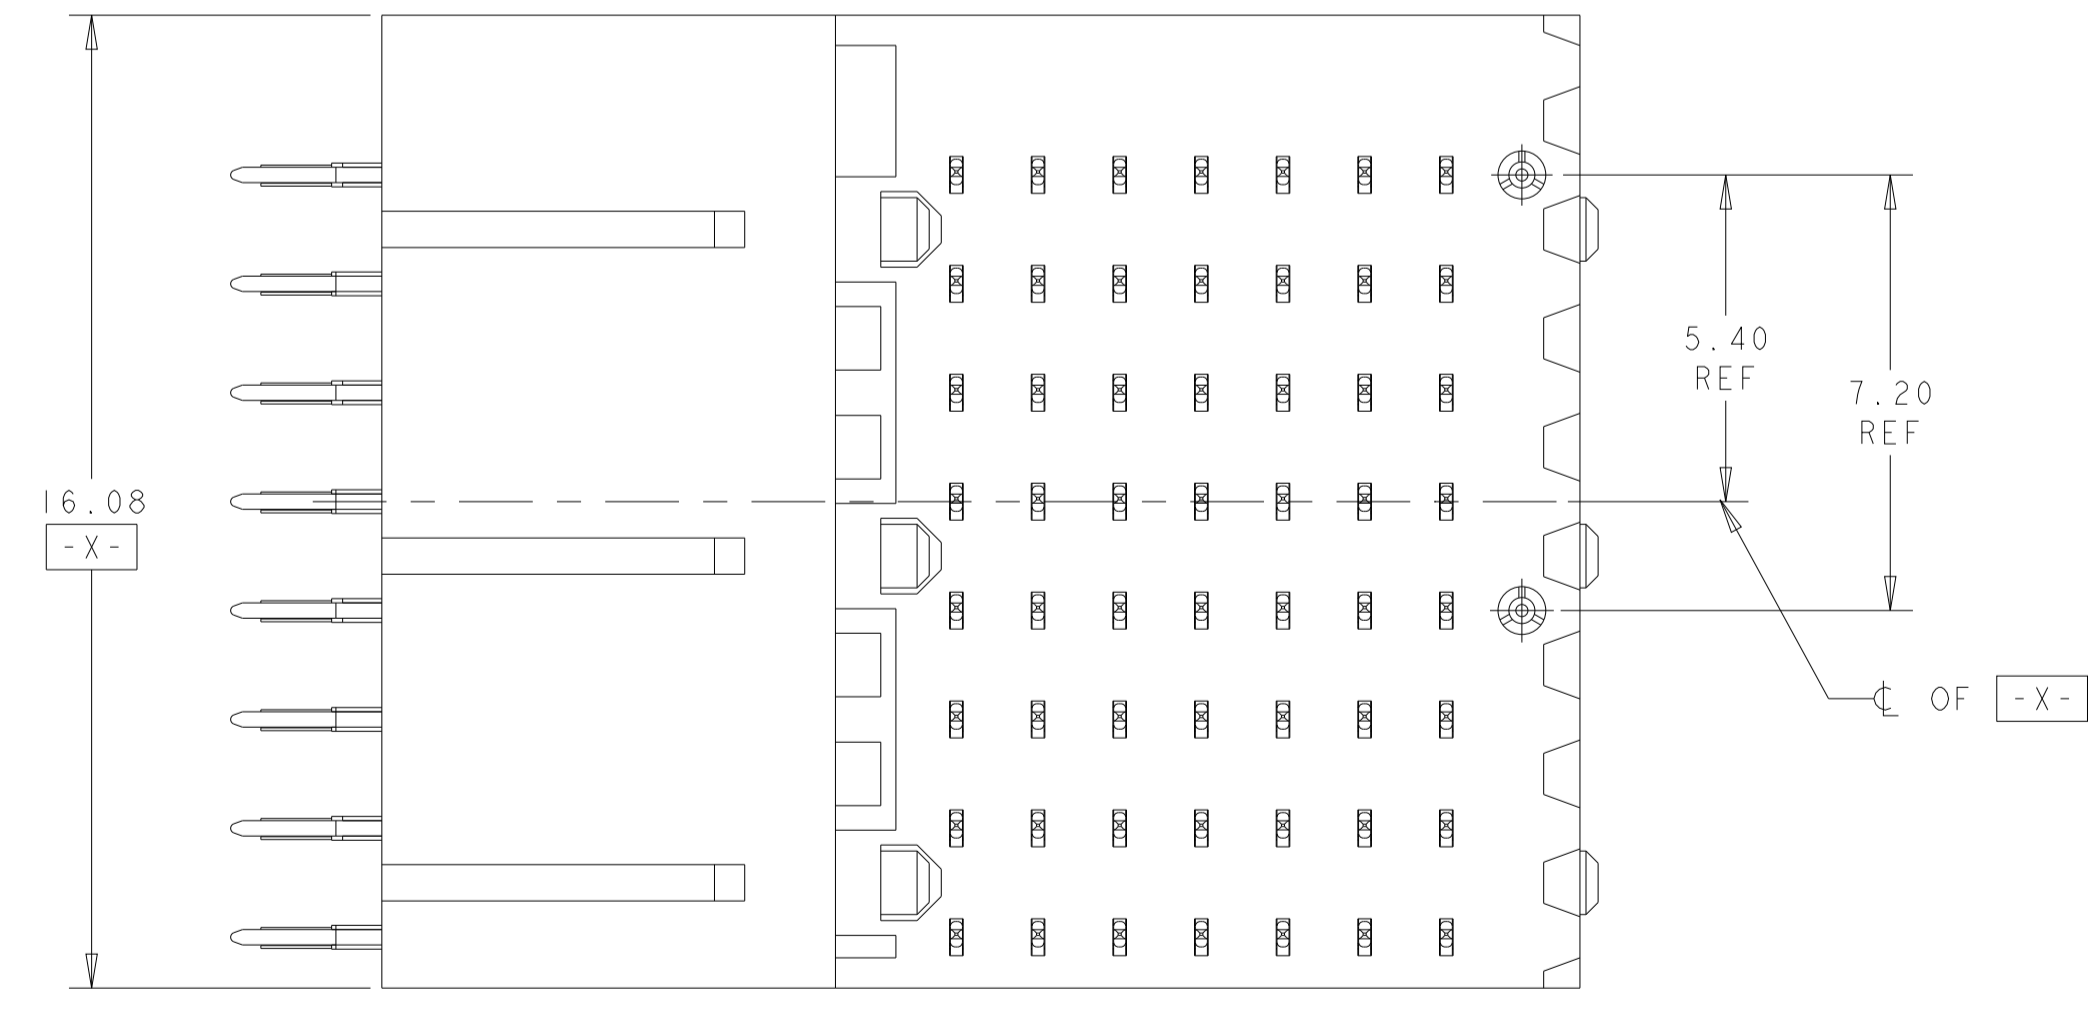 16.08
-X-
5.40
REF
7.20
REF
℄ OF -X-